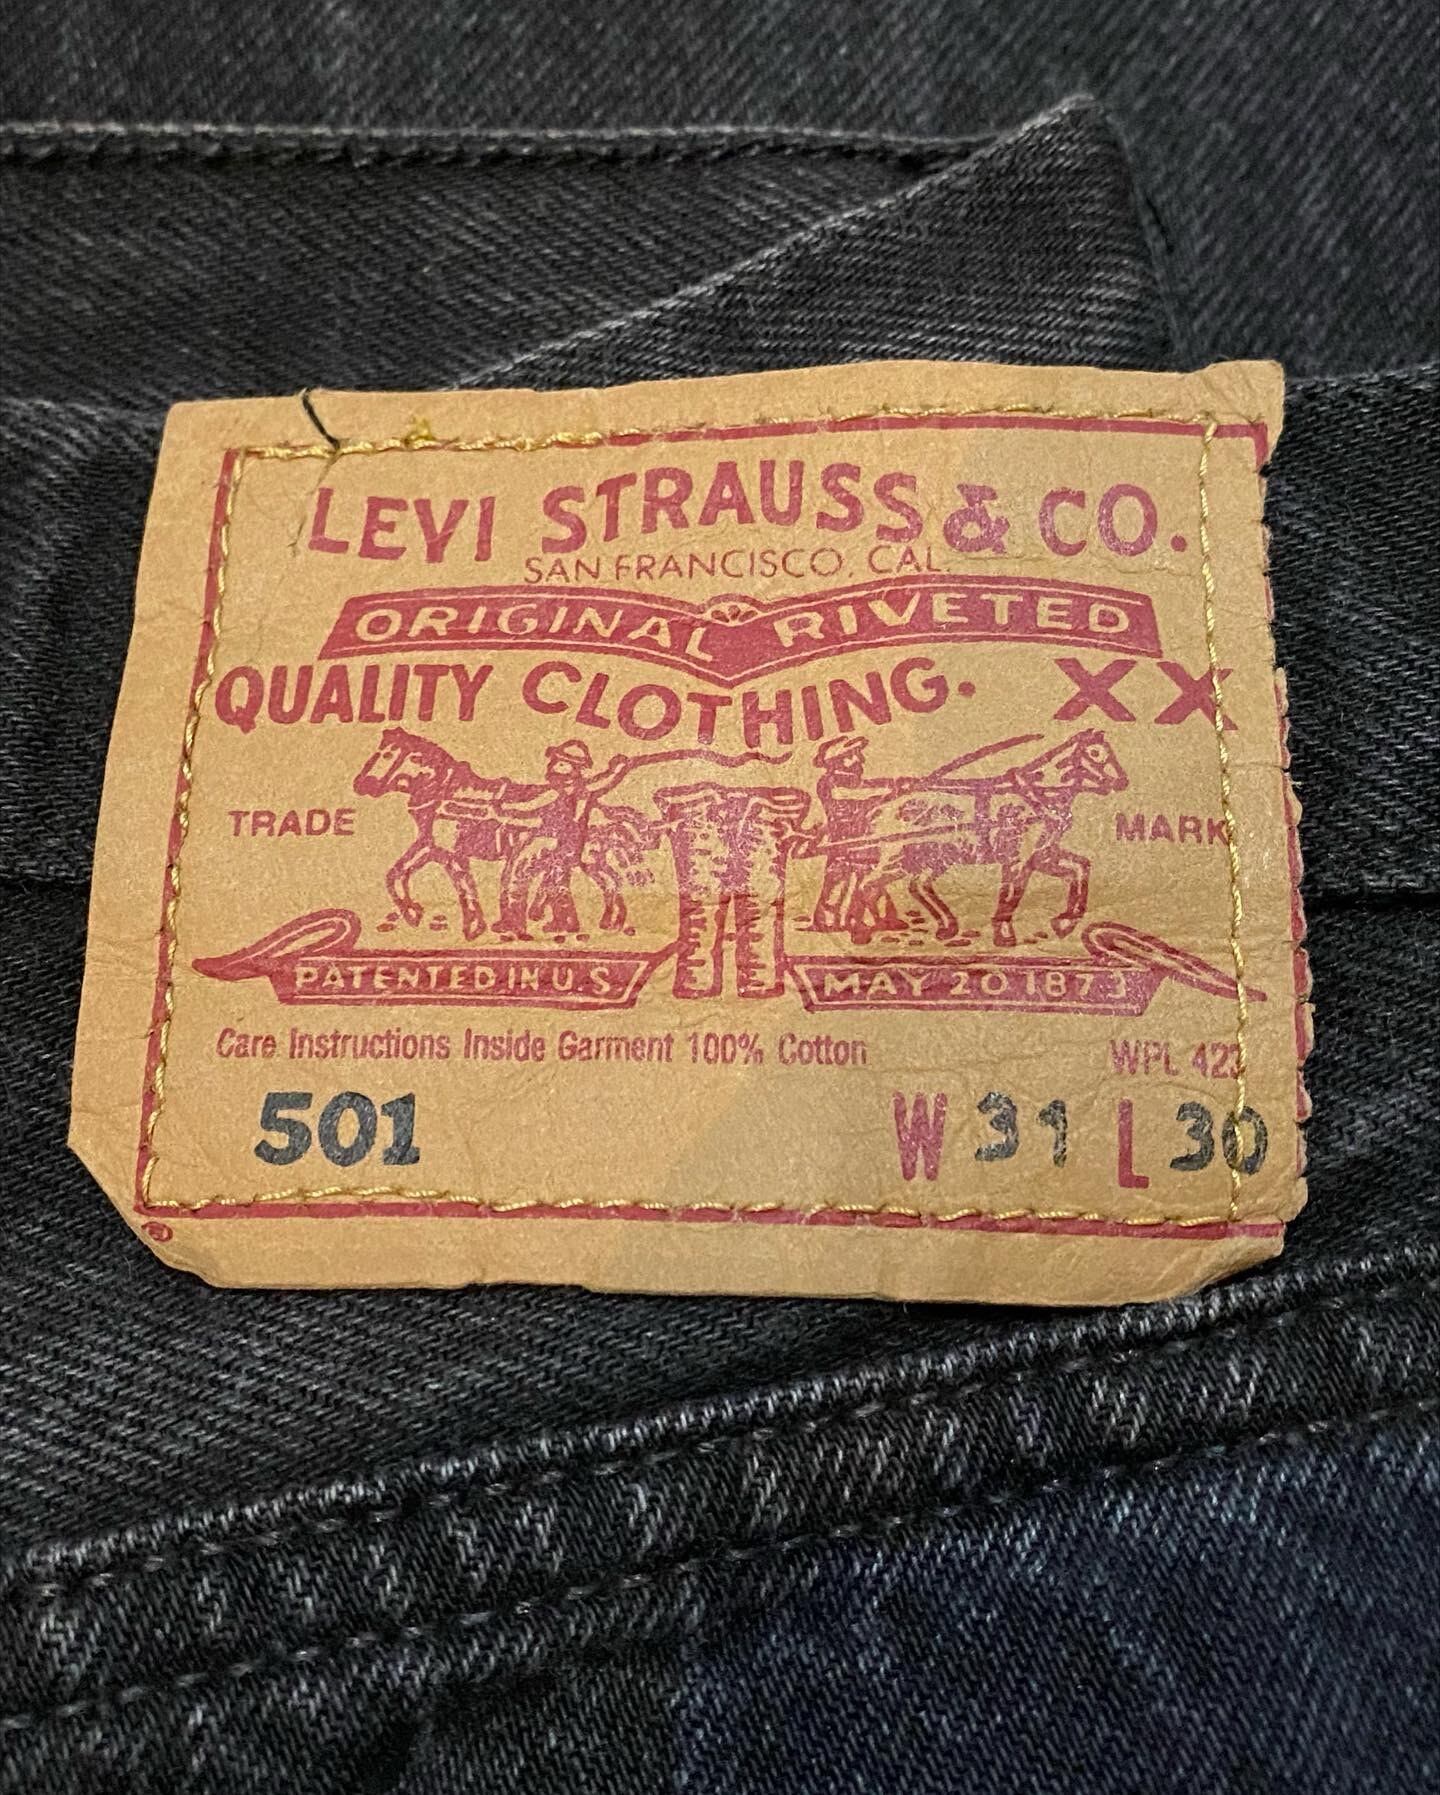 LEVI STRAUSS & CO.
SAN FRANCISCO, CAL.
ORIGINAL RIVETED
QUALITY CLOTHING. XX
TRADE MARK
PATENTED IN U.S. MAY 20 1873
Care Instructions Inside Garment 100% Cotton WPL 423
501 W 31 L 30
®